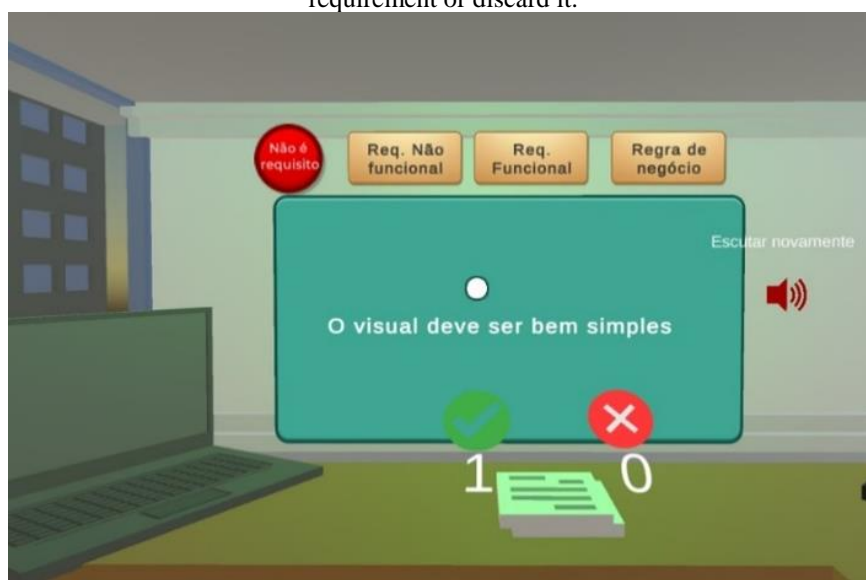 requirement or discard it.
Não é
requisito
Req. Não
funcional
Req.
Funcional
Regra de
negócio
Escutar novamente
O visual deve ser bem simples
1
0